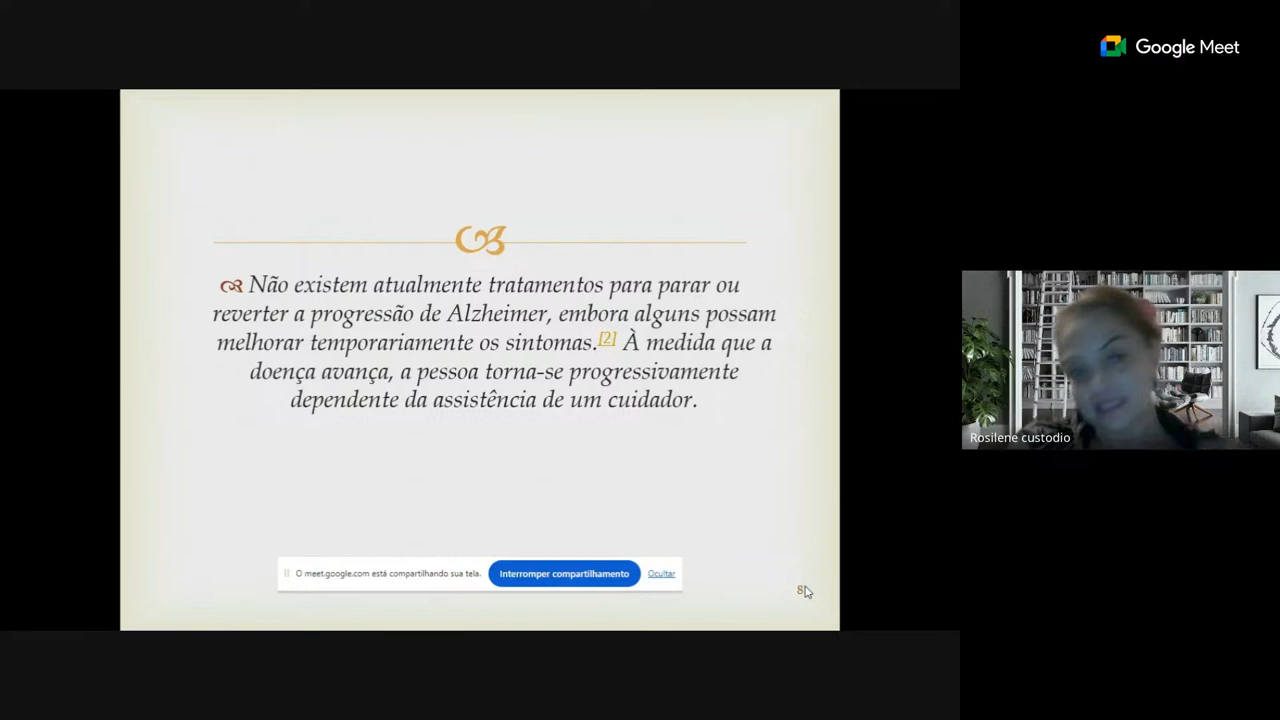 Google Meet
Não existem atualmente tratamentos para parar ou
reverter a progressão de Alzheimer, embora alguns possam
melhorar temporariamente os sintomas.[2] À medida que a
doença avança, a pessoa torna-se progressivamente
dependente da assistência de um cuidador.
Rosilene custodio
O meet.google.com está compartilhando sua tela. Interromper compartilhamento Ocultar
8